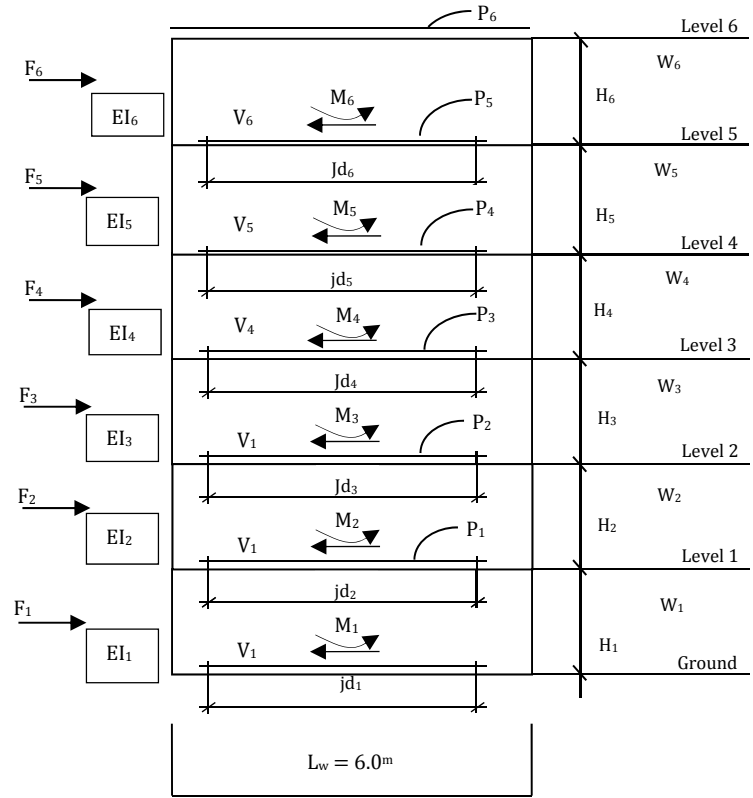 P₆
Level 6
F₆
W₆
EI₆
V₆
M₆
P₅
H₆
Level 5
Jd₆
W₅
F₅
EI₅
V₅
M₅
P₄
H₅
Level 4
jd₅
W₄
F₄
EI₄
V₄
M₄
P₃
H₄
Level 3
Jd₄
W₃
F₃
EI₃
V₁
M₃
P₂
H₃
Level 2
Jd₃
W₂
F₂
EI₂
V₁
M₂
P₁
H₂
Level 1
jd₂
W₁
F₁
EI₁
V₁
M₁
H₁
Ground
jd₁
L_w = 6.0ᵐ